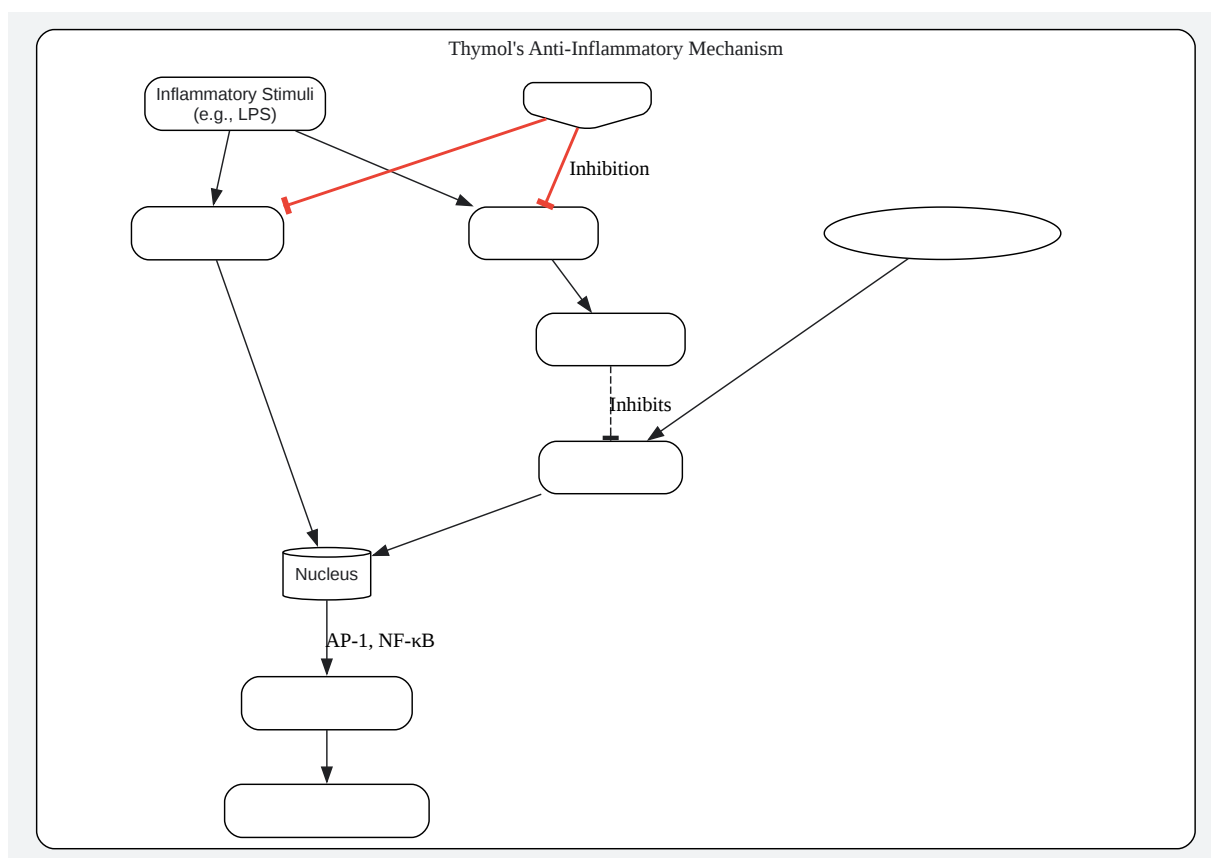 Thymol's Anti-Inflammatory Mechanism
Inflammatory Stimuli
(e.g., LPS)
Inhibition
Inhibits
Nucleus
AP-1, NF-κB